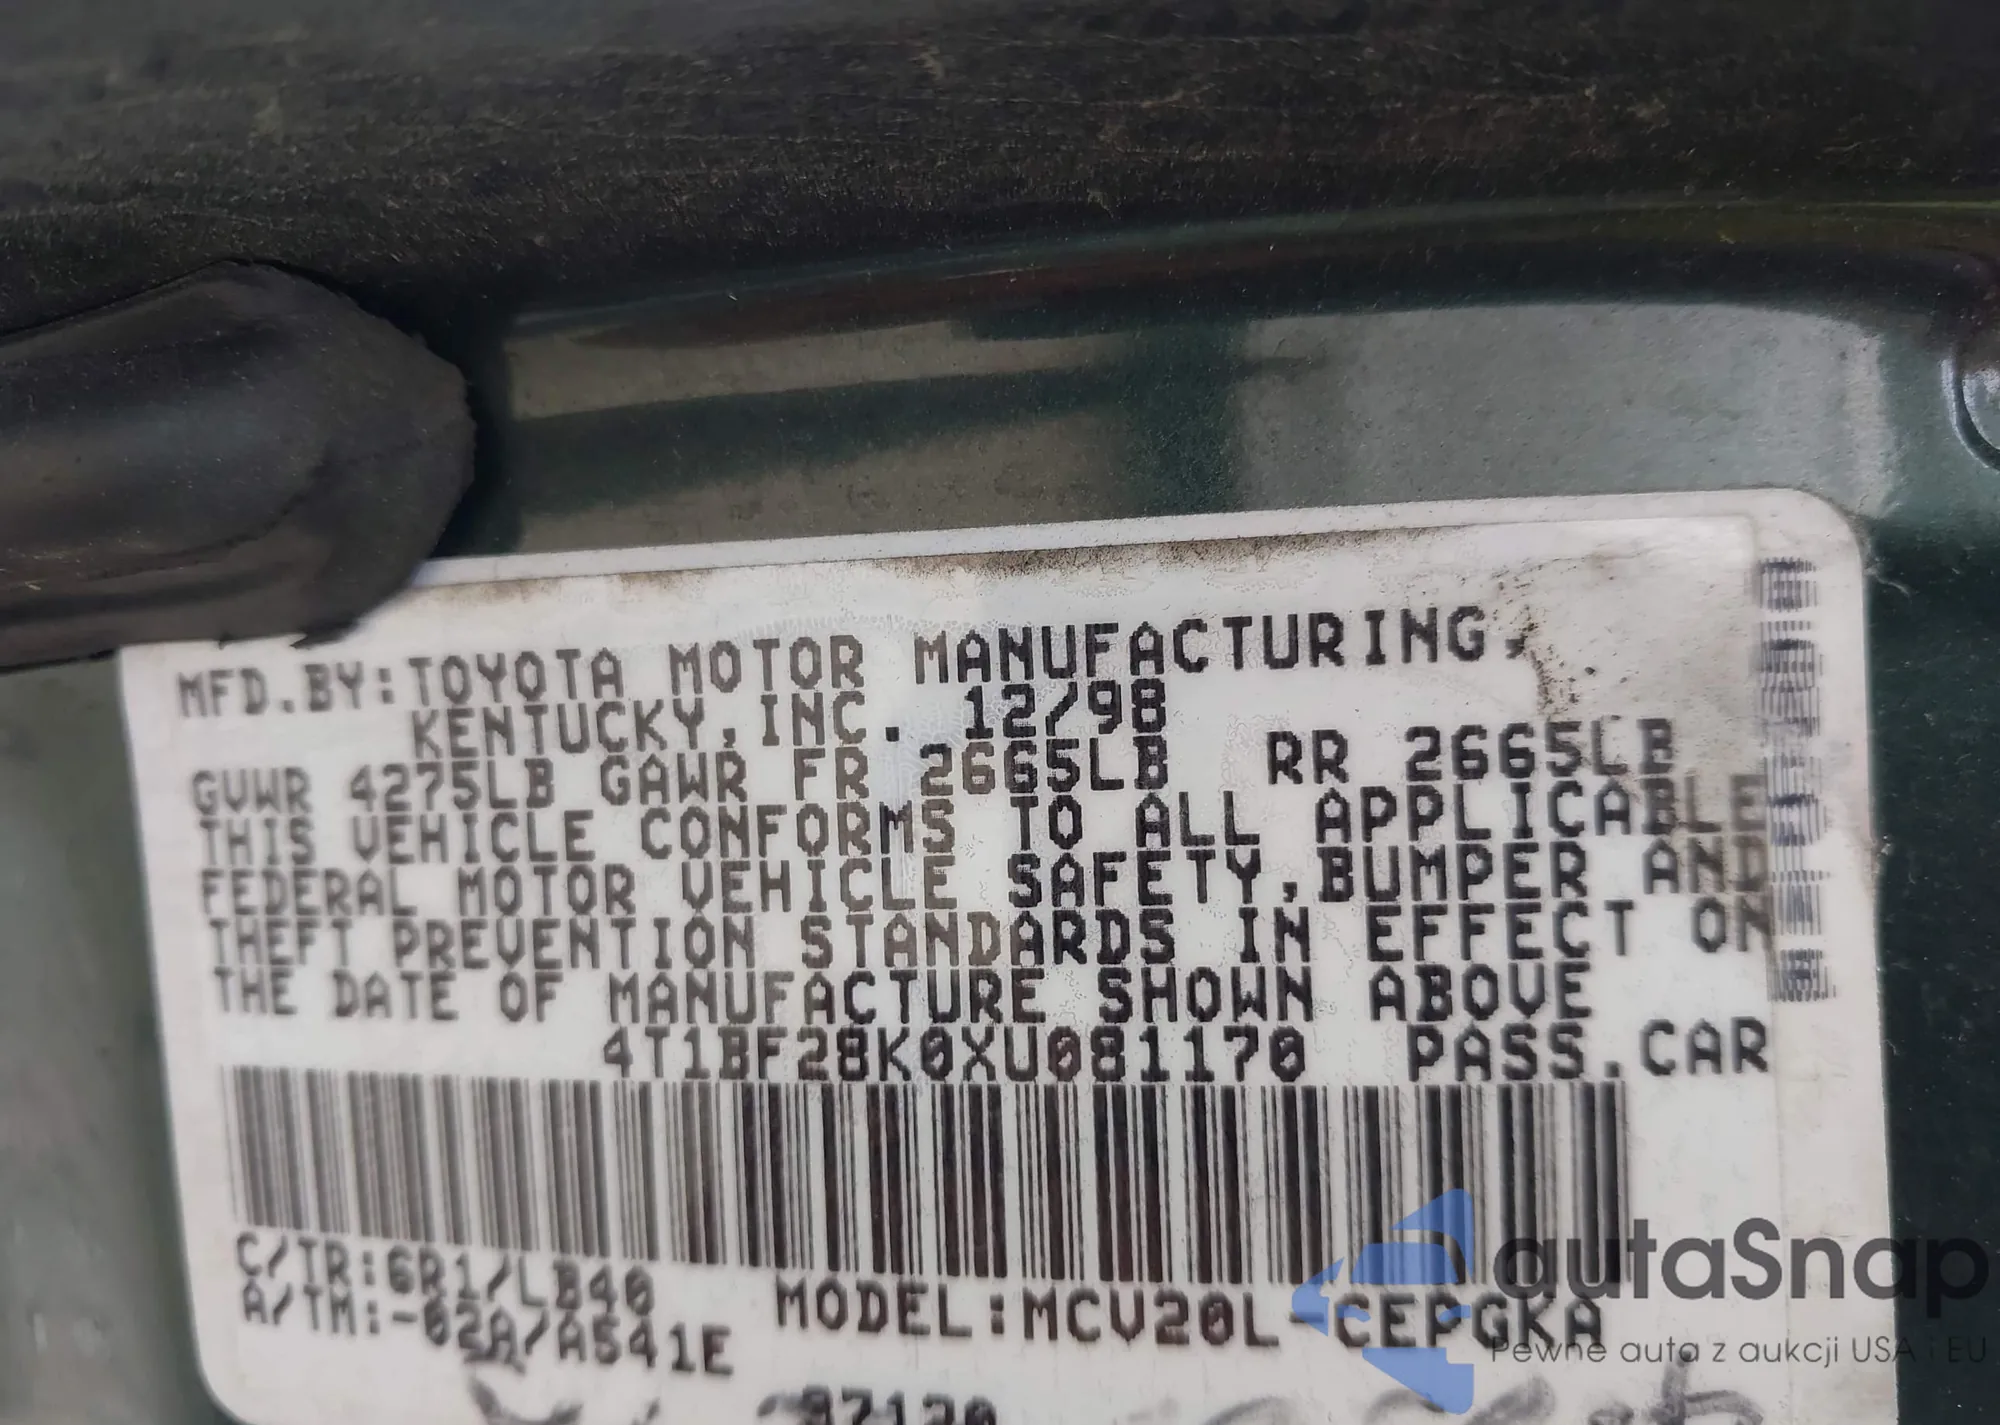 MFD.BY:TOYOTA MOTOR MANUFACTURING,
KENTUCKY,INC. 12/98
GVWR 4275LB GAWR FR 2665LB RR 2665LB
THIS VEHICLE CONFORMS TO ALL APPLICABLE
FEDERAL MOTOR VEHICLE SAFETY,BUMPER AND
THEFT PREVENTION STANDARDS IN EFFECT ON
THE DATE OF MANUFACTURE SHOWN ABOVE
4T1BF28K0XU081170 PASS.CAR
C/TR:6R1/LB40
A/TM:-02A/A541E
MODEL:MCV20L-CEPGKA
autaSnap
Pewne auta z aukcji USA i EU